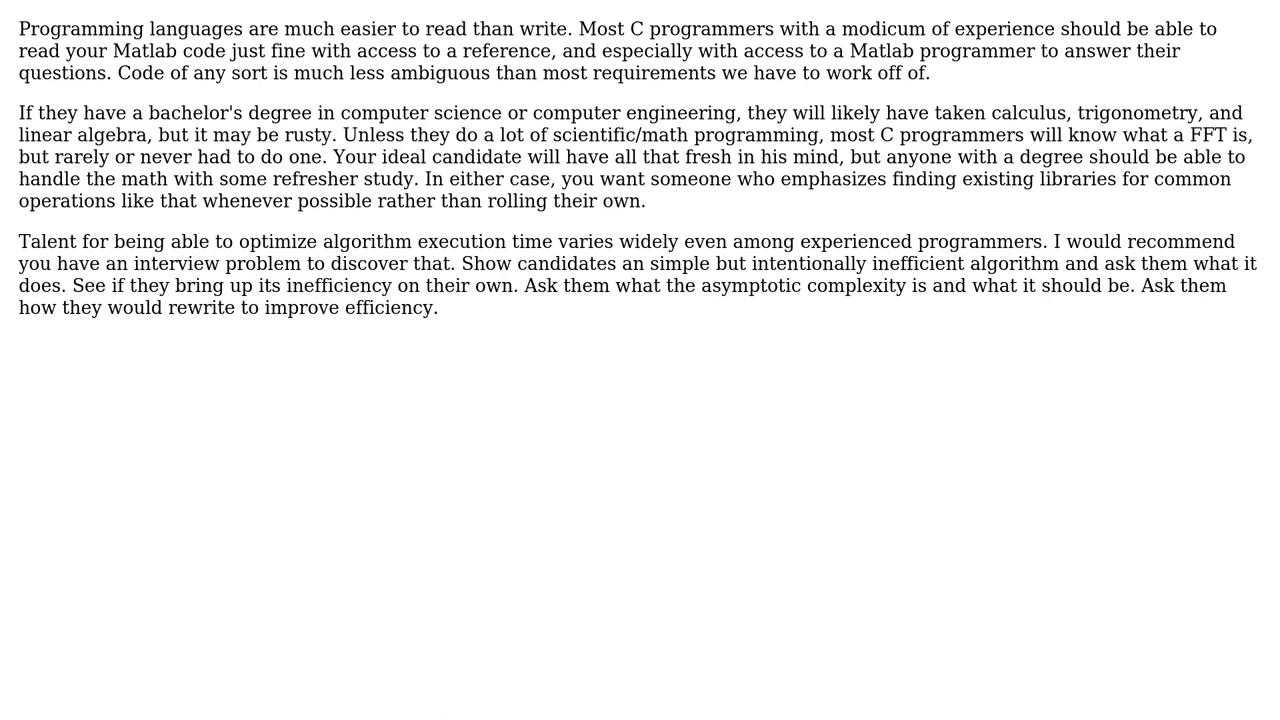 Programming languages are much easier to read than write. Most C programmers with a modicum of experience should be able to
read your Matlab code just fine with access to a reference, and especially with access to a Matlab programmer to answer their
questions. Code of any sort is much less ambiguous than most requirements we have to work off of.
If they have a bachelor's degree in computer science or computer engineering, they will likely have taken calculus, trigonometry, and
linear algebra, but it may be rusty. Unless they do a lot of scientific/math programming, most C programmers will know what a FFT is,
but rarely or never had to do one. Your ideal candidate will have all that fresh in his mind, but anyone with a degree should be able to
handle the math with some refresher study. In either case, you want someone who emphasizes finding existing libraries for common
operations like that whenever possible rather than rolling their own.
Talent for being able to optimize algorithm execution time varies widely even among experienced programmers. I would recommend
you have an interview problem to discover that. Show candidates an simple but intentionally inefficient algorithm and ask them what it
does. See if they bring up its inefficiency on their own. Ask them what the asymptotic complexity is and what it should be. Ask them
how they would rewrite to improve efficiency.